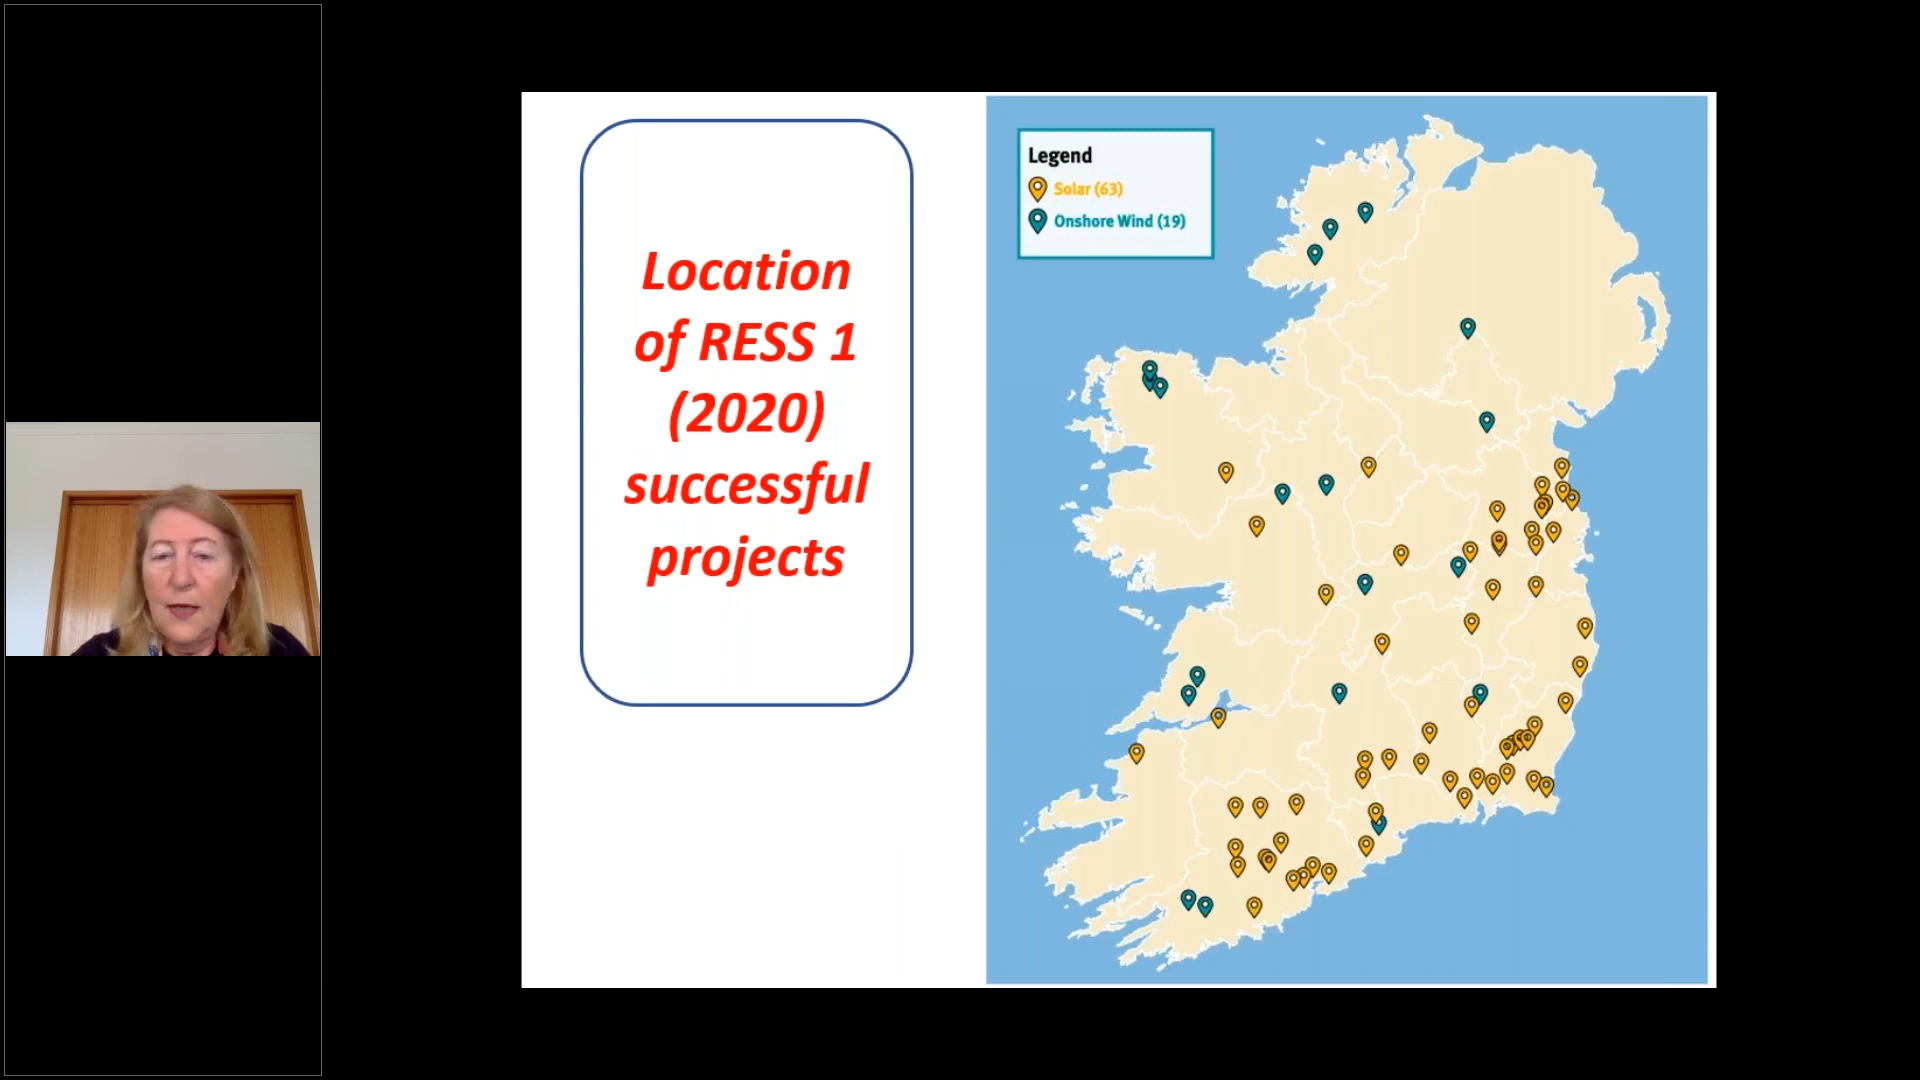 Location
of RESS 1
(2020)
successful
projects
Legend
Solar (63)
Onshore Wind (19)